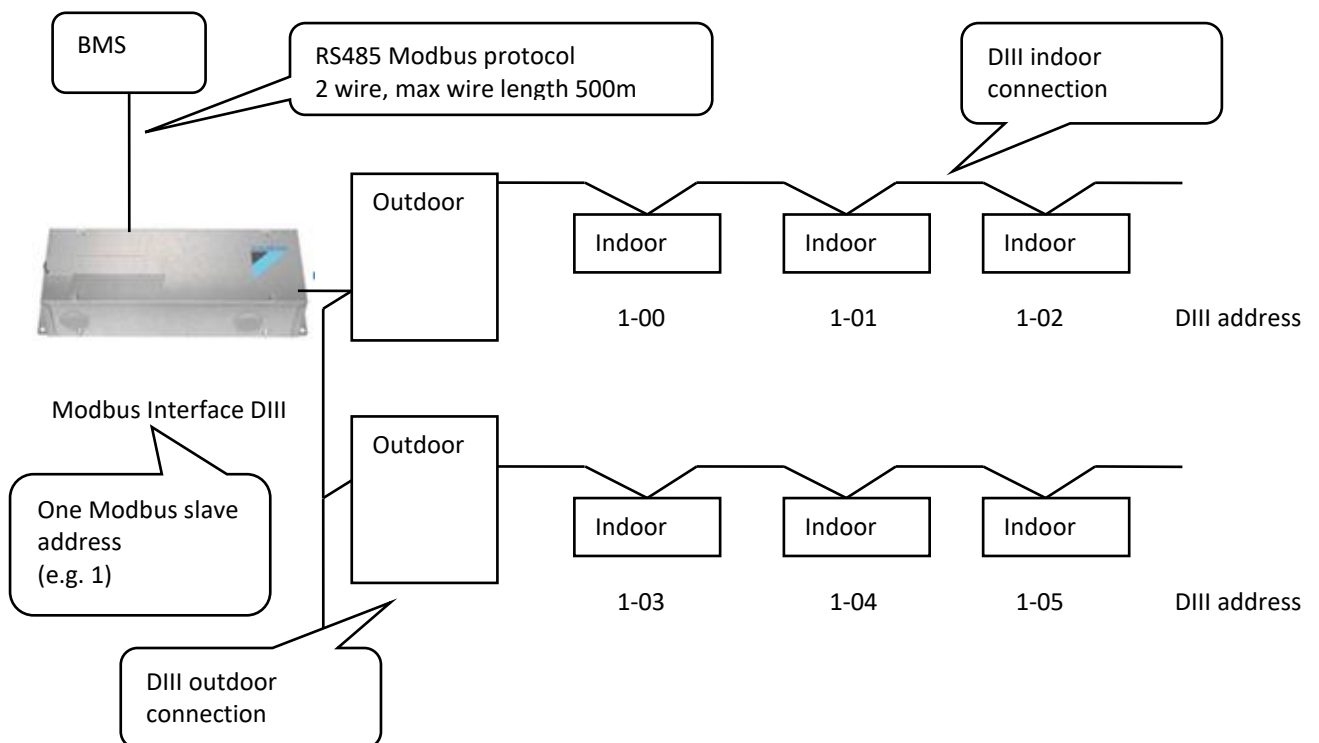 BMS
RS485 Modbus protocol
2 wire, max wire length 500m
DIII indoor
connection
Outdoor
Indoor
Indoor
Indoor
1-00
1-01
1-02
DIII address
Modbus Interface DIII
Outdoor
One Modbus slave
address
(e.g. 1)
Indoor
Indoor
Indoor
1-03
1-04
1-05
DIII address
DIII outdoor
connection